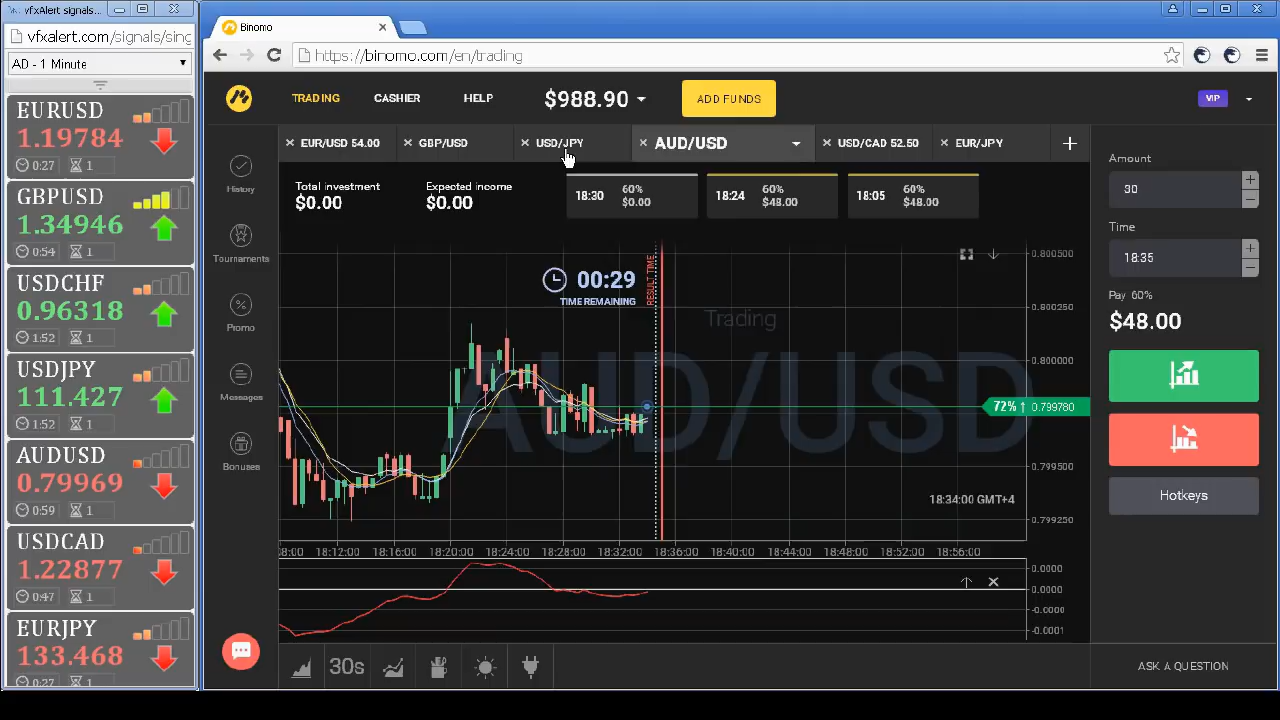 vfxAlert signals...
vfxalert.com/signals/sing
AD - 1 Minute
EURUSD
1.19784
0:27 1
GBPUSD
1.34946
0:54 1
USDCHF
0.96318
1:52 1
USDJPY
111.427
1:52 1
AUDUSD
0.79969
0:59 1
USDCAD
1.22877
0:47 1
EURJPY
133.468
0:27 1
Binomo
https://binomo.com/en/trading
TRADING CASHIER HELP $988.90 ADD FUNDS VIP
EUR/USD 54.00 GBP/USD USD/JPY AUD/USD USD/CAD 52.50 EUR/JPY
History
Tournaments
Promo
Messages
Bonuses
Total investment
$0.00
Expected income
$0.00
18:30 60% $0.00
18:24 60% $48.00
18:05 60% $48.00
00:29
TIME REMAINING
RESULT TIME
Trading
AUD/USD
0.800500
0.800250
0.800000
72% ↑ 0.799780
0.799500
0.799250
18:34:00 GMT+4
:08:00 18:12:00 18:16:00 18:20:00 18:24:00 18:28:00 18:32:00 18:36:00 18:40:00 18:44:00 18:48:00 18:52:00 18:56:00
0.0000
0.0000
-0.0000
-0.0001
30s
Amount
30
Time
18:35
Pay 60%
$48.00
Hotkeys
ASK A QUESTION